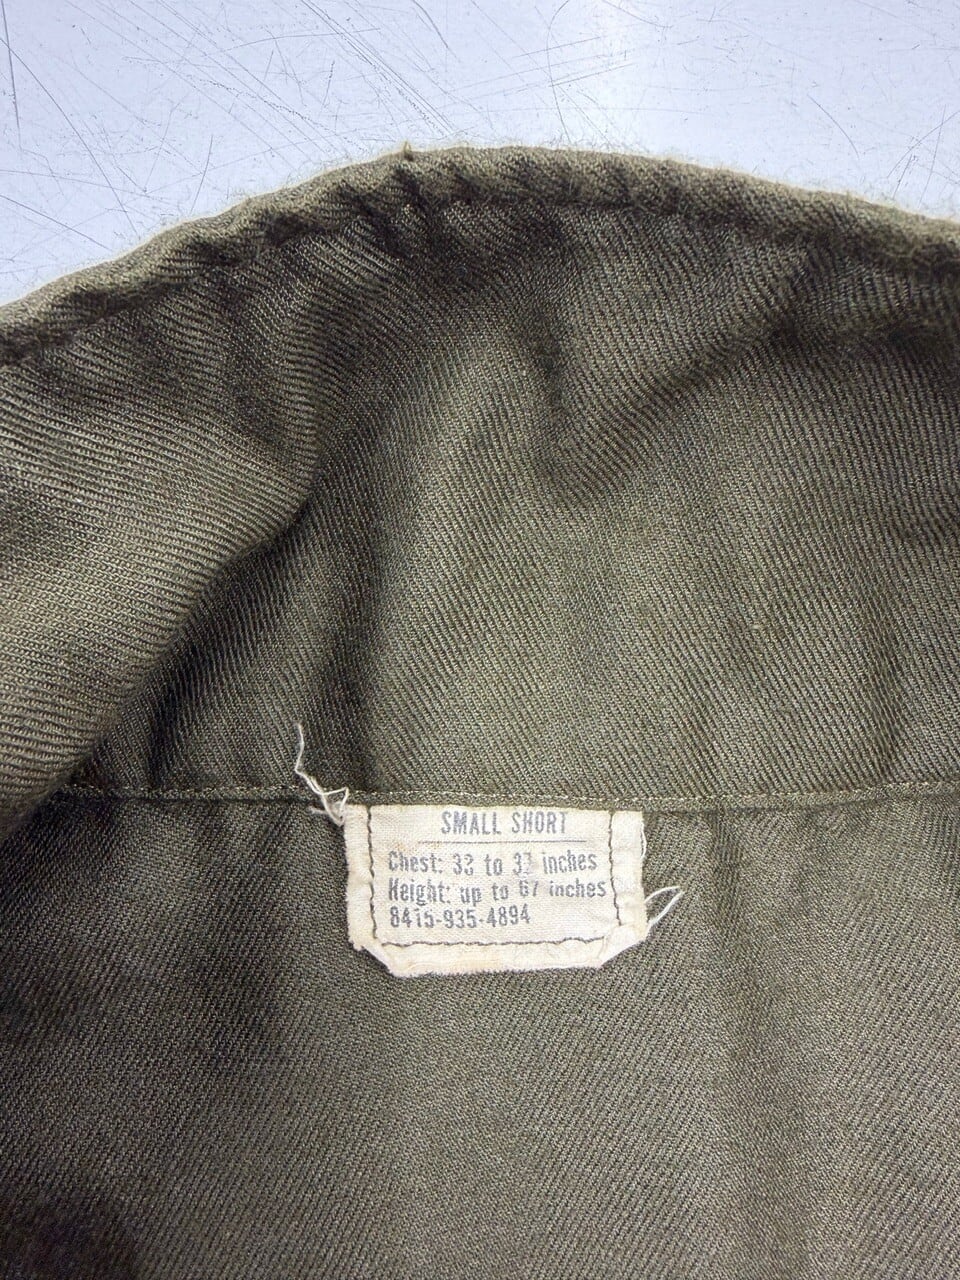 SMALL SHORT
Chest: 33 to 37 inches
Height: up to 67 inches
8415-935-4894